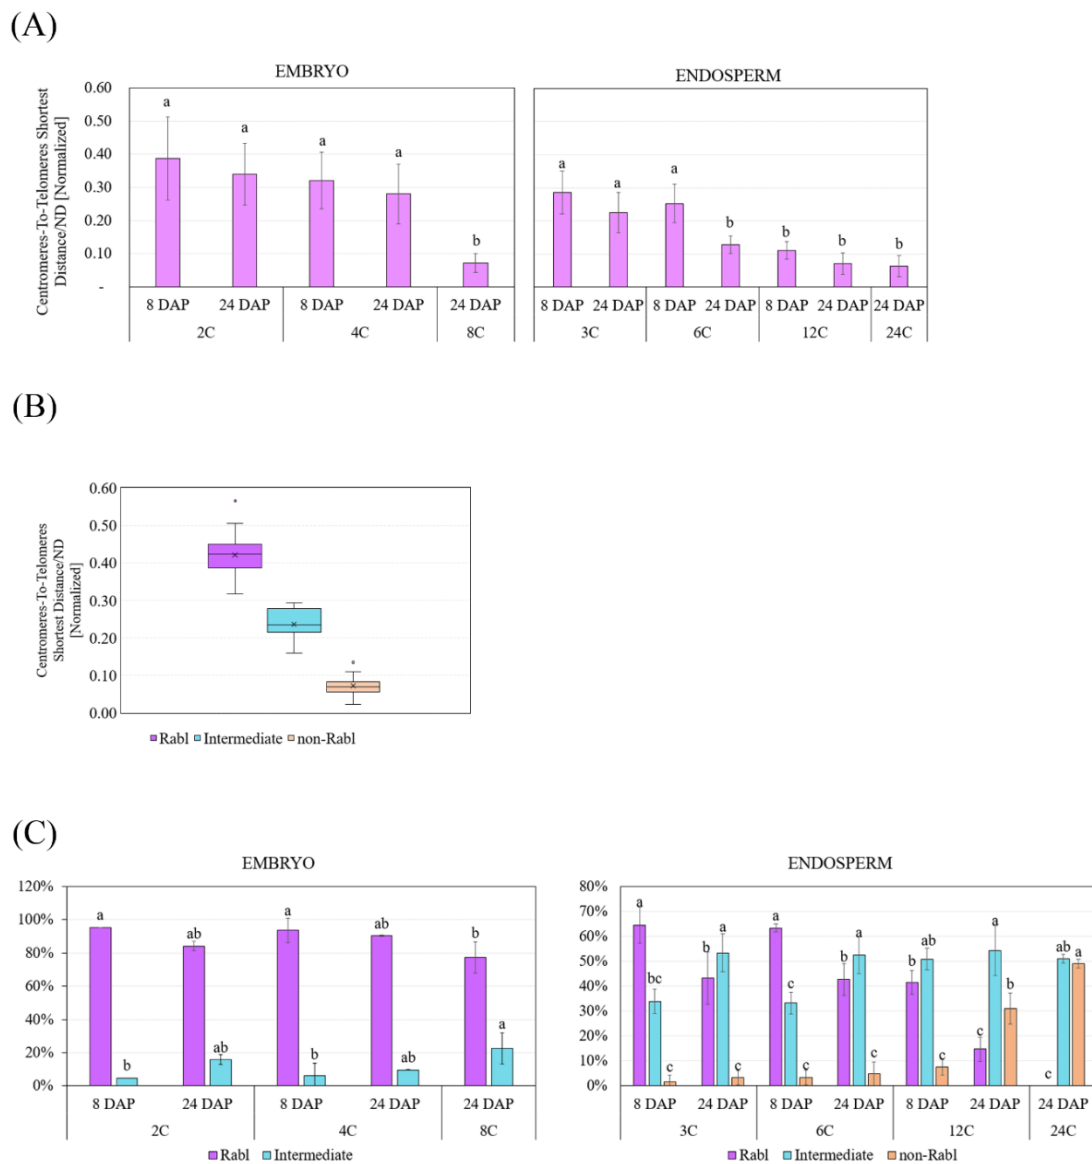 (A)
EMBRYO
ENDOSPERM
Centromeres-To-Telomeres Shortest
Distance/ND [Normalized]
0.60
0.50
0.40
0.30
0.20
0.10
-
a
a
a
a
b
a
a
a
b
b
b
b
8 DAP 24 DAP 8 DAP 24 DAP 24 DAP
2C 4C 8C
8 DAP 24 DAP 8 DAP 24 DAP 8 DAP 24 DAP 24 DAP
3C 6C 12C 24C
(B)
Centromeres-To-Telomeres
Shortest Distance/ND
[Normalized]
0.60
0.50
0.40
0.30
0.20
0.10
0.00
Rabl Intermediate non-Rabl
(C)
EMBRYO
120%
100%
80%
60%
40%
20%
0%
a b ab ab a b ab ab b a
8 DAP 24 DAP 8 DAP 24 DAP 24 DAP
2C 4C 8C
Rabl Intermediate
ENDOSPERM
80%
70%
60%
50%
40%
30%
20%
10%
0%
a bc c b a c a c c b a c b ab c c a b c ab a
8 DAP 24 DAP 8 DAP 24 DAP 8 DAP 24 DAP 24 DAP
3C 6C 12C 24C
Rabl Intermediate non-Rabl